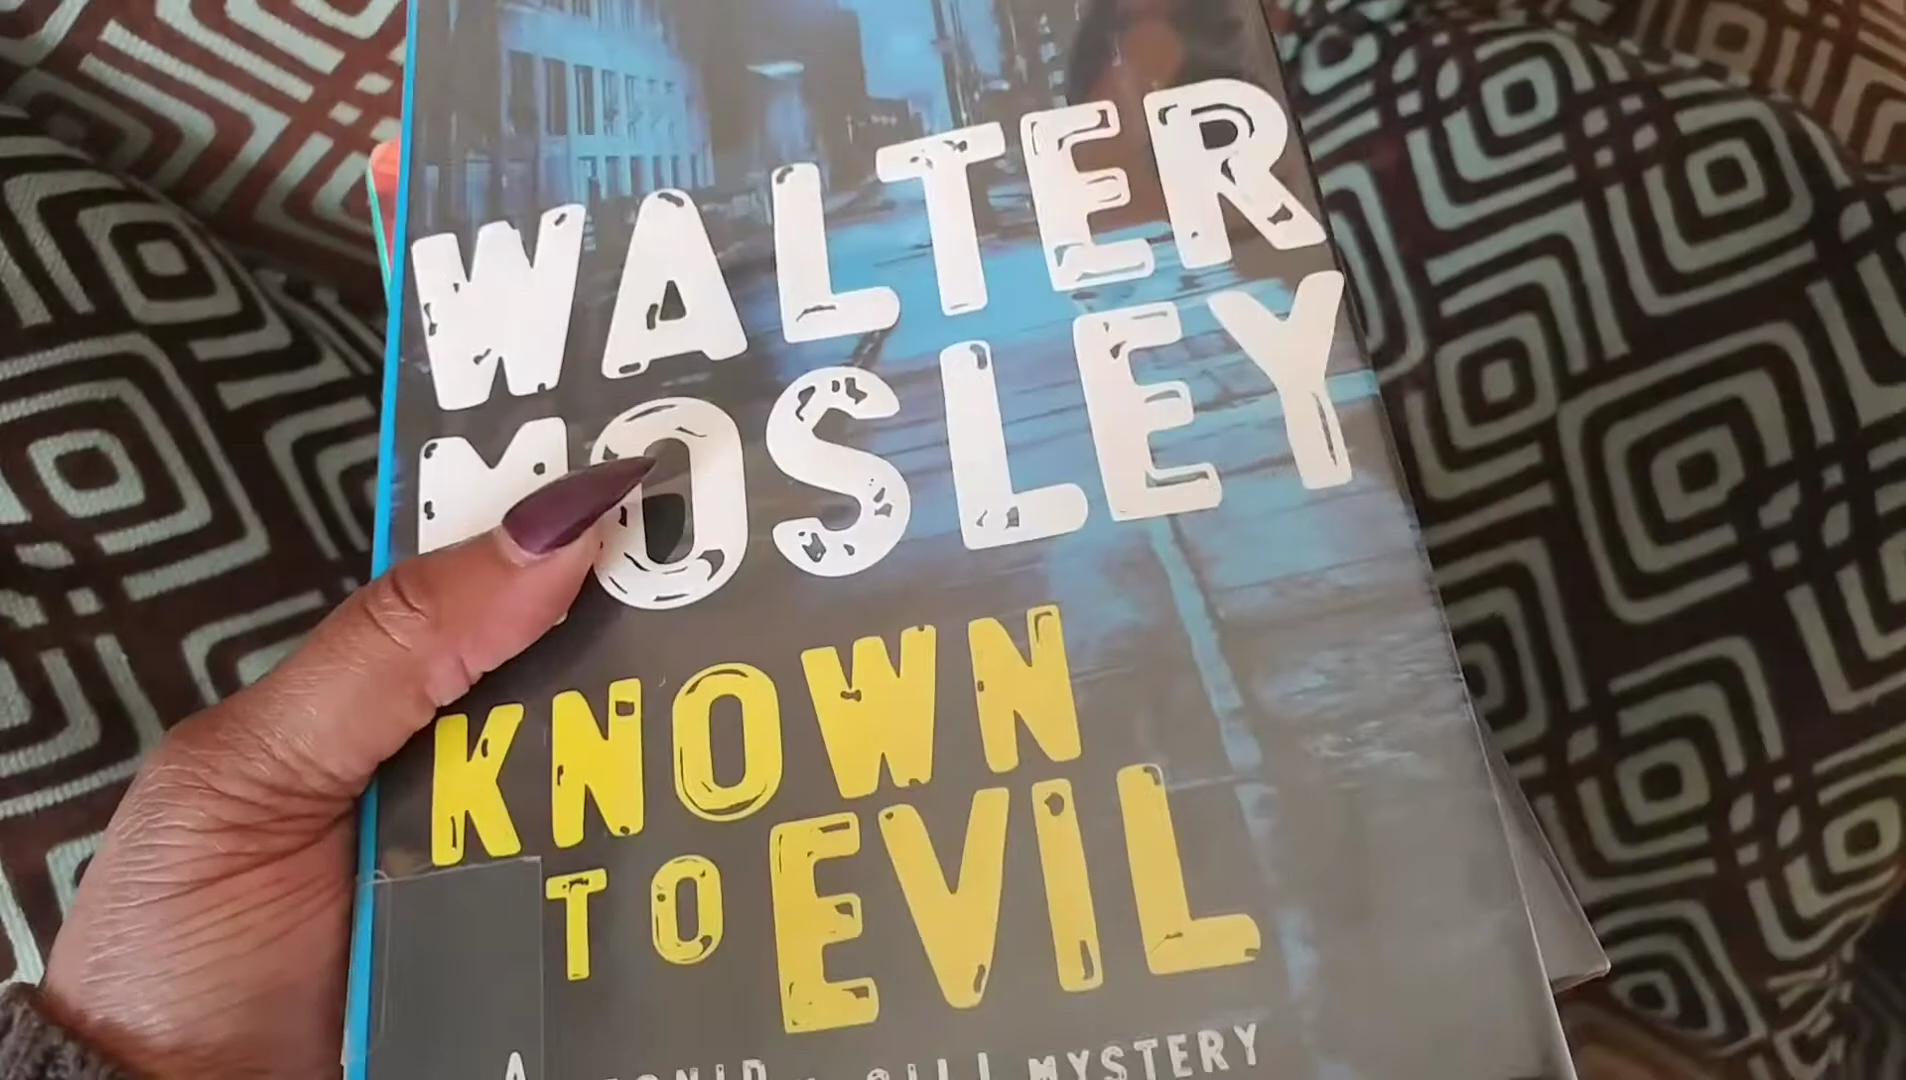 WALTER
MOSLEY
KNOWN
TO EVIL
A MYSTERY